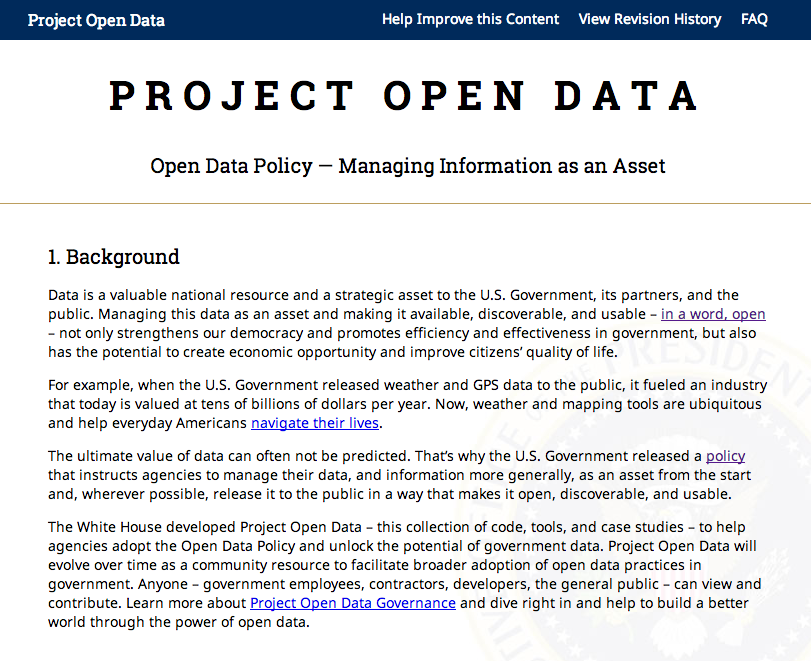 Project Open Data
Help Improve this Content View Revision History FAQ
PROJECT OPEN DATA
Open Data Policy — Managing Information as an Asset
1. Background
Data is a valuable national resource and a strategic asset to the U.S. Government, its partners, and the
public. Managing this data as an asset and making it available, discoverable, and usable – in a word, open
– not only strengthens our democracy and promotes efficiency and effectiveness in government, but also
has the potential to create economic opportunity and improve citizens’ quality of life.
For example, when the U.S. Government released weather and GPS data to the public, it fueled an industry
that today is valued at tens of billions of dollars per year. Now, weather and mapping tools are ubiquitous
and help everyday Americans navigate their lives.
The ultimate value of data can often not be predicted. That’s why the U.S. Government released a policy
that instructs agencies to manage their data, and information more generally, as an asset from the start
and, wherever possible, release it to the public in a way that makes it open, discoverable, and usable.
The White House developed Project Open Data – this collection of code, tools, and case studies – to help
agencies adopt the Open Data Policy and unlock the potential of government data. Project Open Data will
evolve over time as a community resource to facilitate broader adoption of open data practices in
government. Anyone – government employees, contractors, developers, the general public – can view and
contribute. Learn more about Project Open Data Governance and dive right in and help to build a better
world through the power of open data.